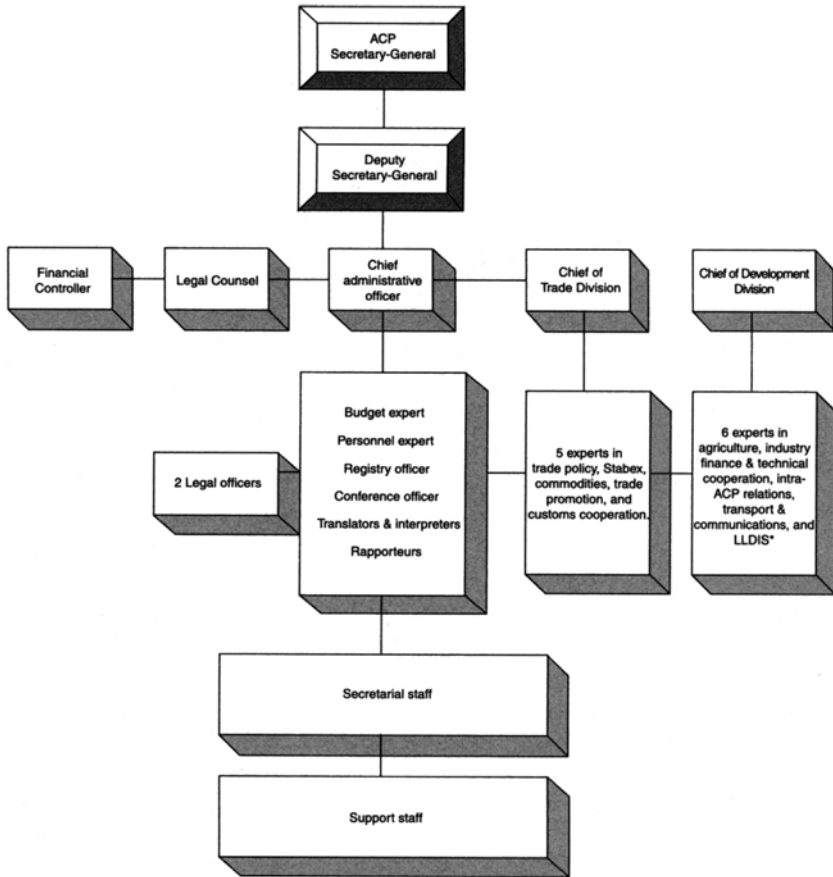 ACP
Secretary-General
Deputy
Secretary-General
Financial
Controller
Legal Counsel
Chief
administrative
officer
Chief of
Trade Division
Chief of Development
Division
2 Legal officers
Budget expert
Personnel expert
Registry officer
Conference officer
Translators & interpreters
Rapporteurs
5 experts in
trade policy, Stabex,
commodities, trade
promotion, and
customs cooperation.
6 experts in
agriculture, industry
finance & technical
cooperation, intra-
ACP relations,
transport &
communications, and
LLDIS*
Secretarial staff
Support staff